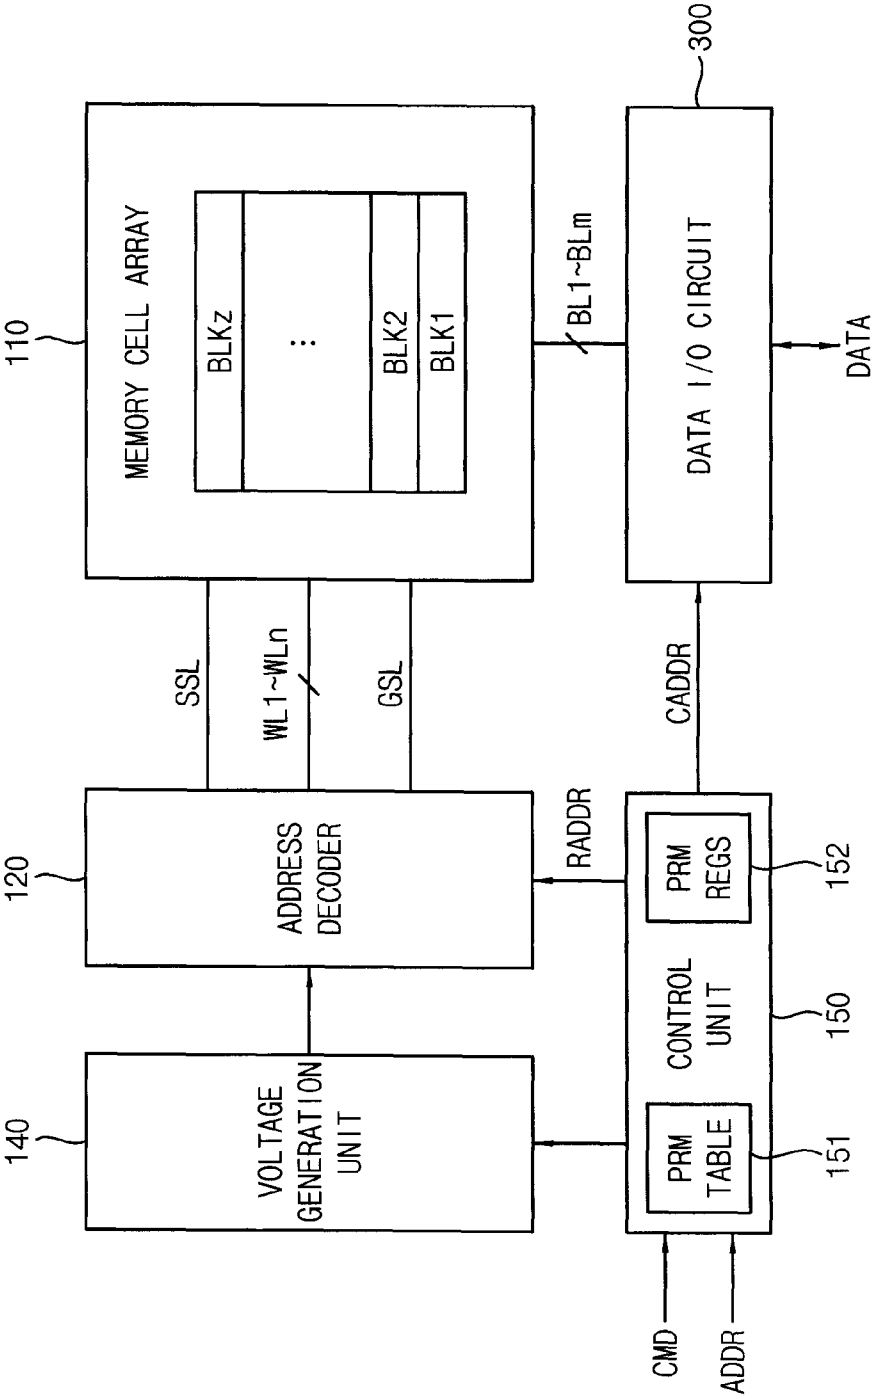 140
120
110
VOLTAGE
GENERATION
UNIT
ADDRESS
DECODER
SSL
WL1~WLn
GSL
MEMORY CELL ARRAY
BLKz
⋮
BLK2
BLK1
RADDR
BL1~BLm
CMD
ADDR
PRM
TABLE
CONTROL
UNIT
PRM
REGS
CADDR
DATA I/O CIRCUIT
151
150
152
DATA
300